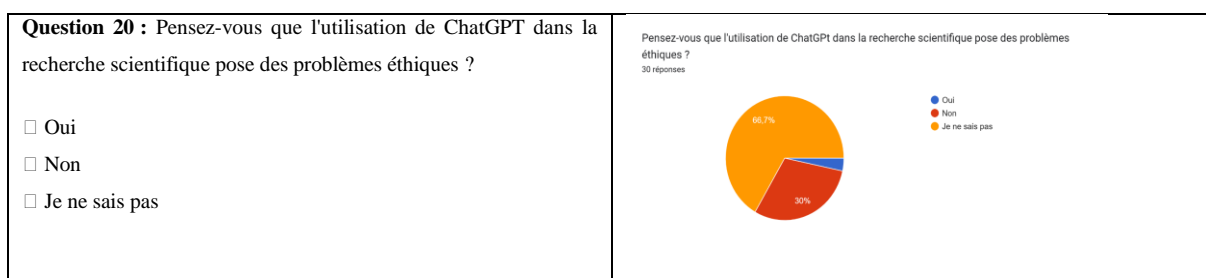 Question 20 : Pensez-vous que l'utilisation de ChatGPT dans la
recherche scientifique pose des problèmes éthiques ?
☐ Oui
☐ Non
☐ Je ne sais pas
Pensez-vous que l'utilisation de ChatGPt dans la recherche scientifique pose des problèmes
éthiques ?
30 réponses
Oui
Non
Je ne sais pas
66,7%
30%